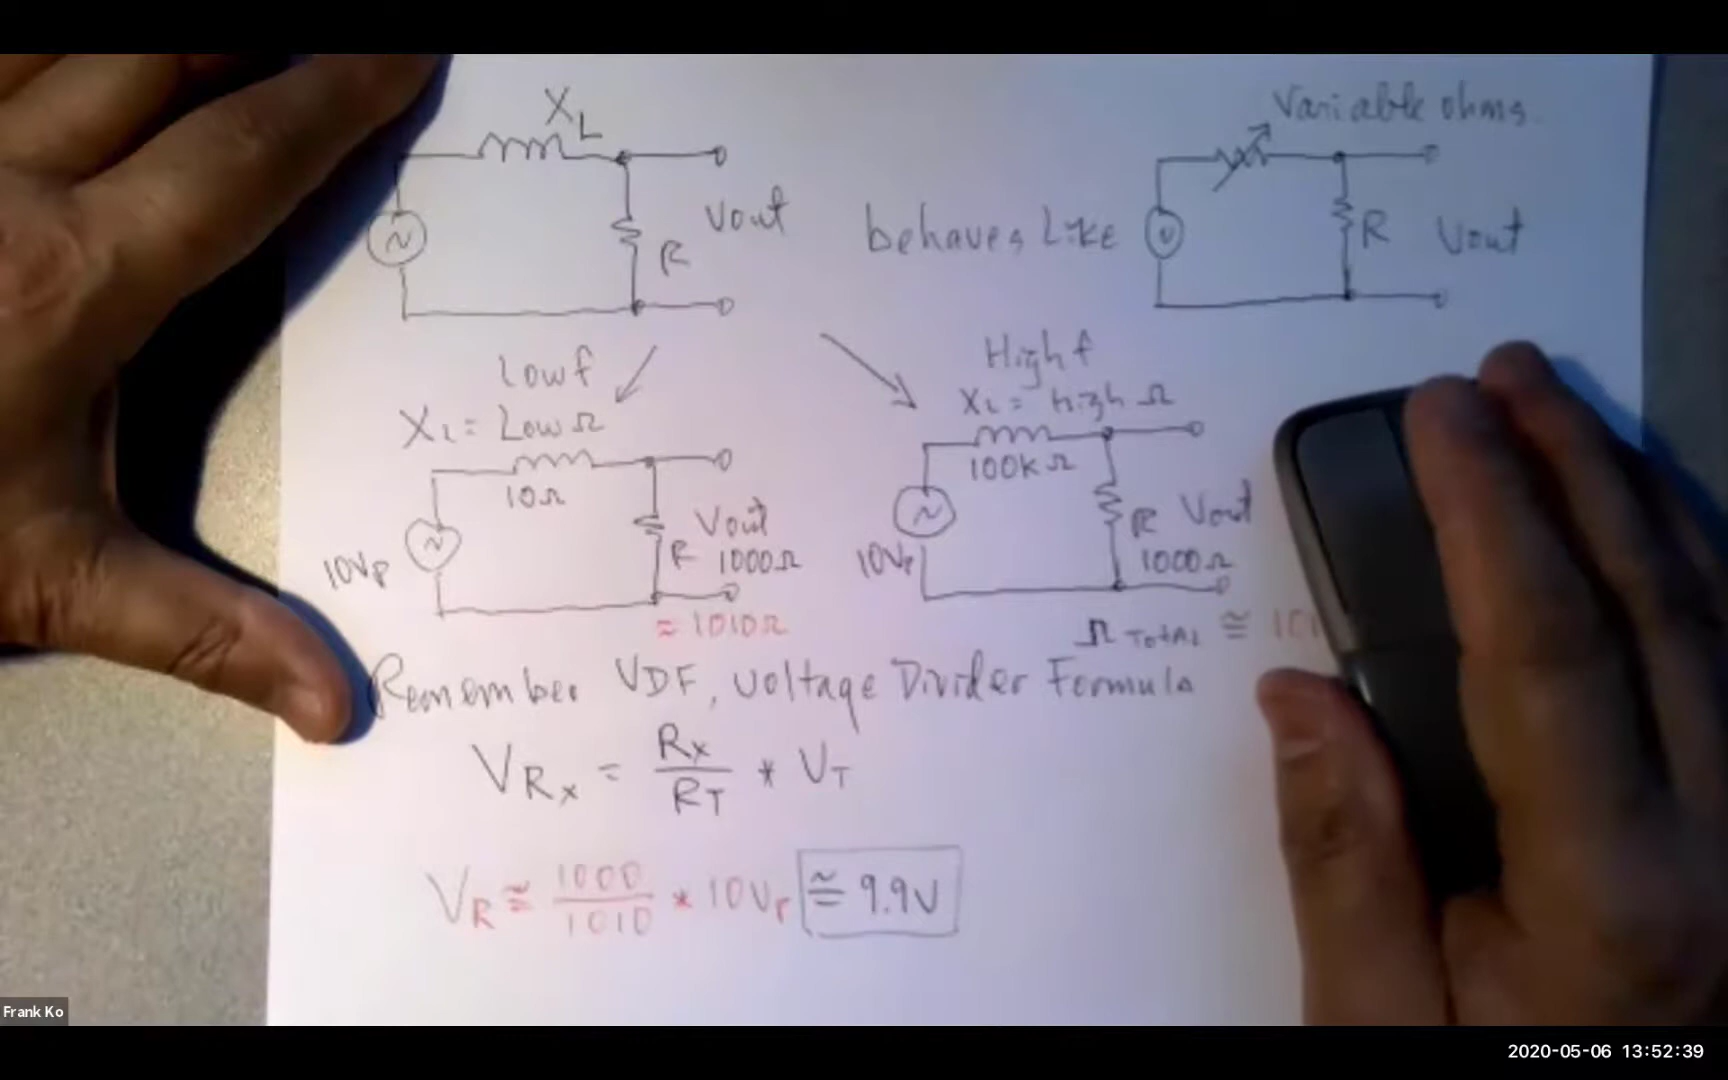 XL
Variable ohms.
Vout
R
behaves Like
R
Vout
Low f
High f
XL = Low Ω
XL = High Ω
10Ω
100KΩ
Vout
R
1000Ω
10Vp
R
Vout
1000Ω
10Vp
≈ 1010Ω
Ω TOTAL ≅ 101
Remember VDF, Voltage Divider Formula
VRx = Rx / RT * VT
VR ≅ 1000 / 1010 * 10Vp ≅ 9.9V
Frank Ko
2020-05-06 13:52:39